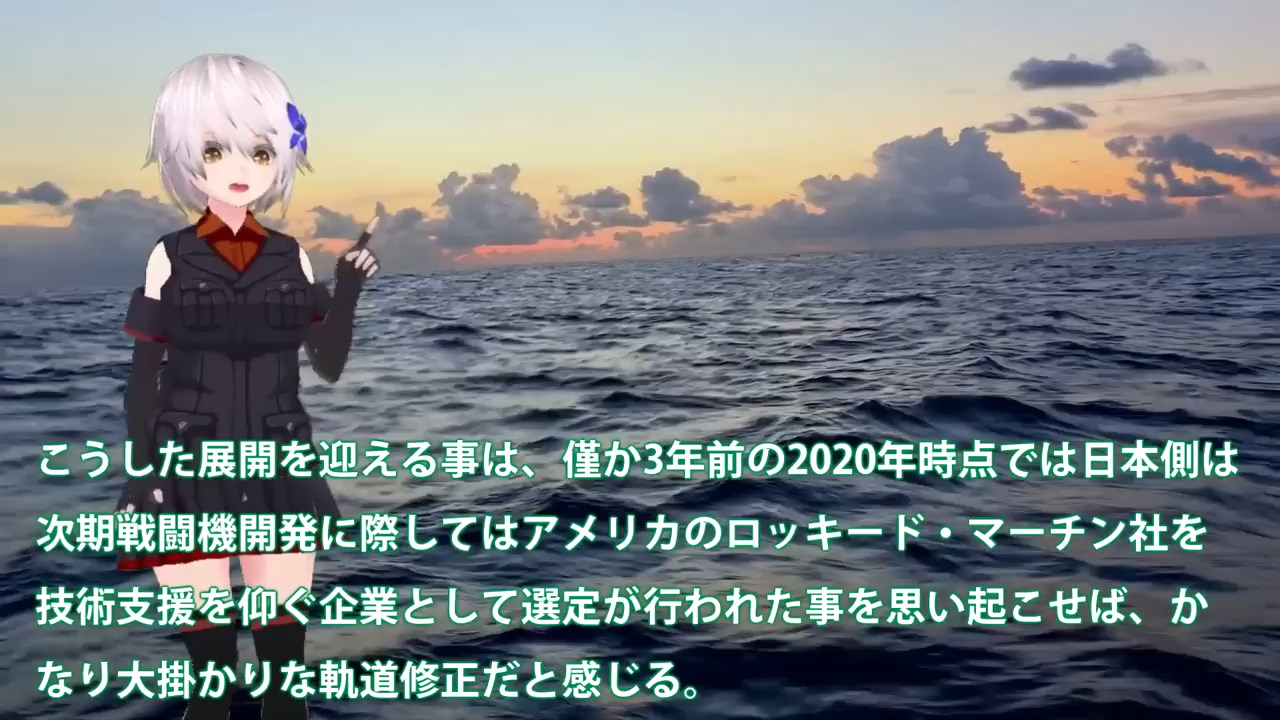 こうした展開を迎える事は、僅か3年前の2020年時点では日本側は
次期戦闘機開発に際してはアメリカのロッキード・マーチン社を
技術支援を仰ぐ企業として選定が行われた事を思い起こせば、か
なり大掛かりな軌道修正だと感じる。